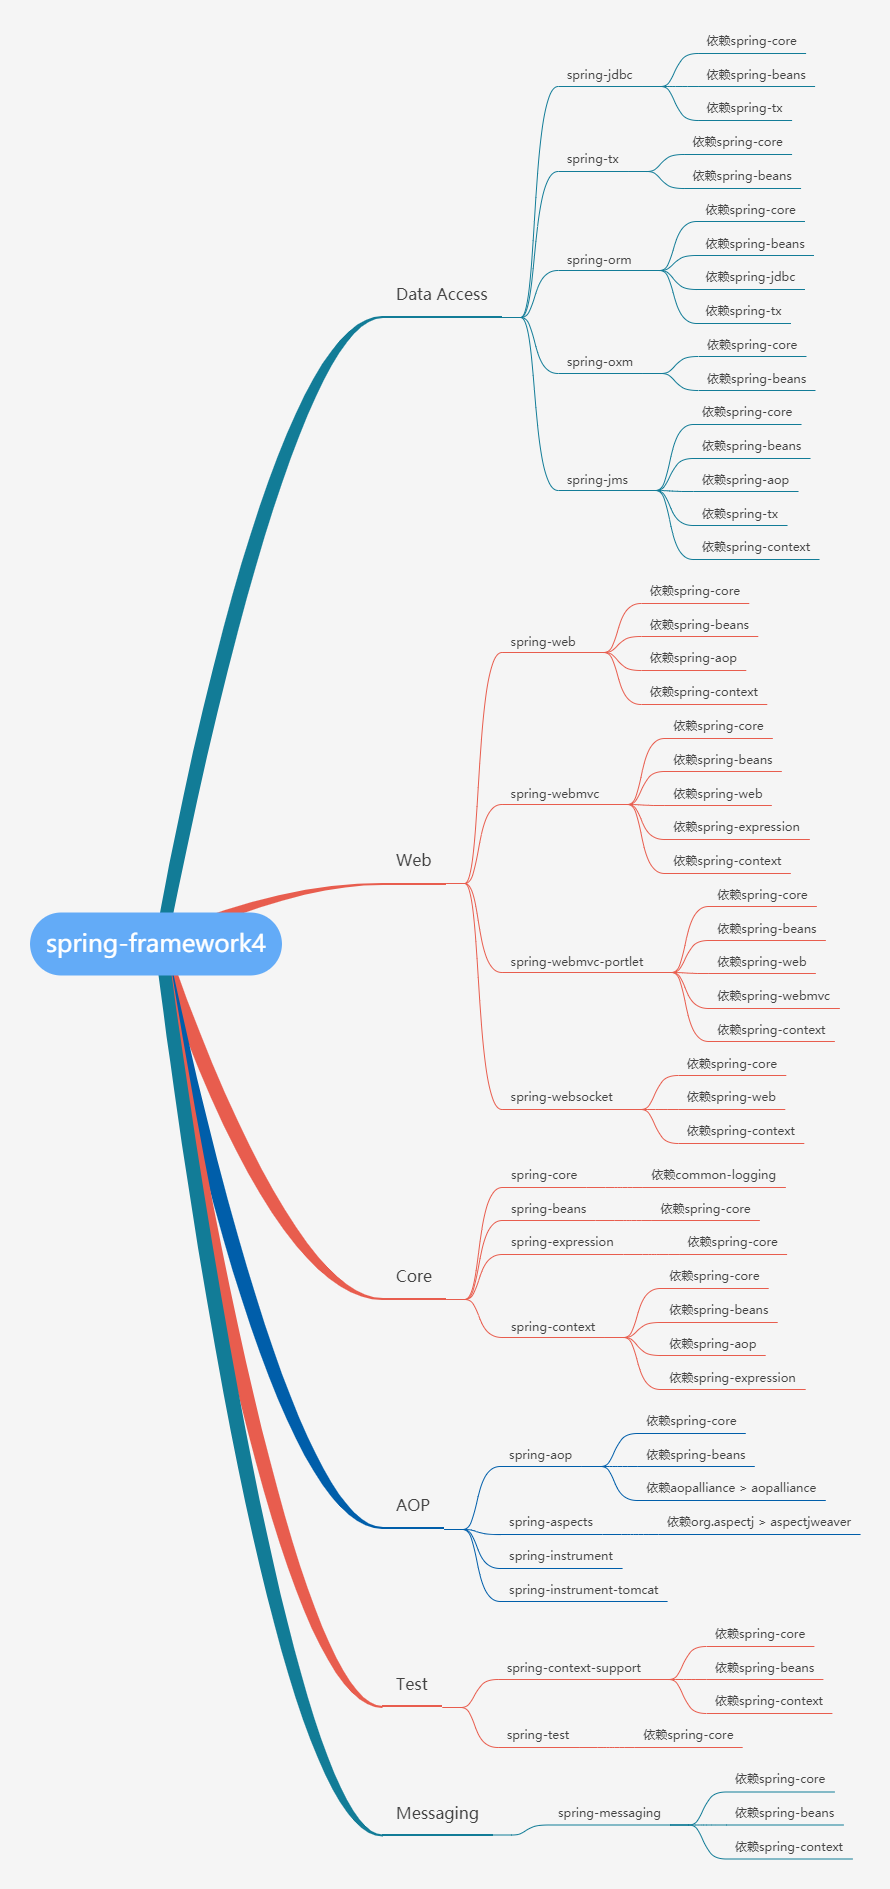 spring-framework4
Data Access
spring-jdbc
依赖spring-core
依赖spring-beans
依赖spring-tx
spring-tx
依赖spring-core
依赖spring-beans
spring-orm
依赖spring-core
依赖spring-beans
依赖spring-jdbc
依赖spring-tx
spring-oxm
依赖spring-core
依赖spring-beans
spring-jms
依赖spring-core
依赖spring-beans
依赖spring-aop
依赖spring-tx
依赖spring-context
Web
spring-web
依赖spring-core
依赖spring-beans
依赖spring-aop
依赖spring-context
spring-webmvc
依赖spring-core
依赖spring-beans
依赖spring-web
依赖spring-expression
依赖spring-context
spring-webmvc-portlet
依赖spring-core
依赖spring-beans
依赖spring-web
依赖spring-webmvc
依赖spring-context
spring-websocket
依赖spring-core
依赖spring-web
依赖spring-context
Core
spring-core
依赖common-logging
spring-beans
依赖spring-core
spring-expression
依赖spring-core
spring-context
依赖spring-core
依赖spring-beans
依赖spring-aop
依赖spring-expression
AOP
spring-aop
依赖spring-core
依赖spring-beans
依赖aopalliance > aopalliance
spring-aspects
依赖org.aspectj > aspectjweaver
spring-instrument
spring-instrument-tomcat
Test
spring-context-support
依赖spring-core
依赖spring-beans
依赖spring-context
spring-test
依赖spring-core
Messaging
spring-messaging
依赖spring-core
依赖spring-beans
依赖spring-context